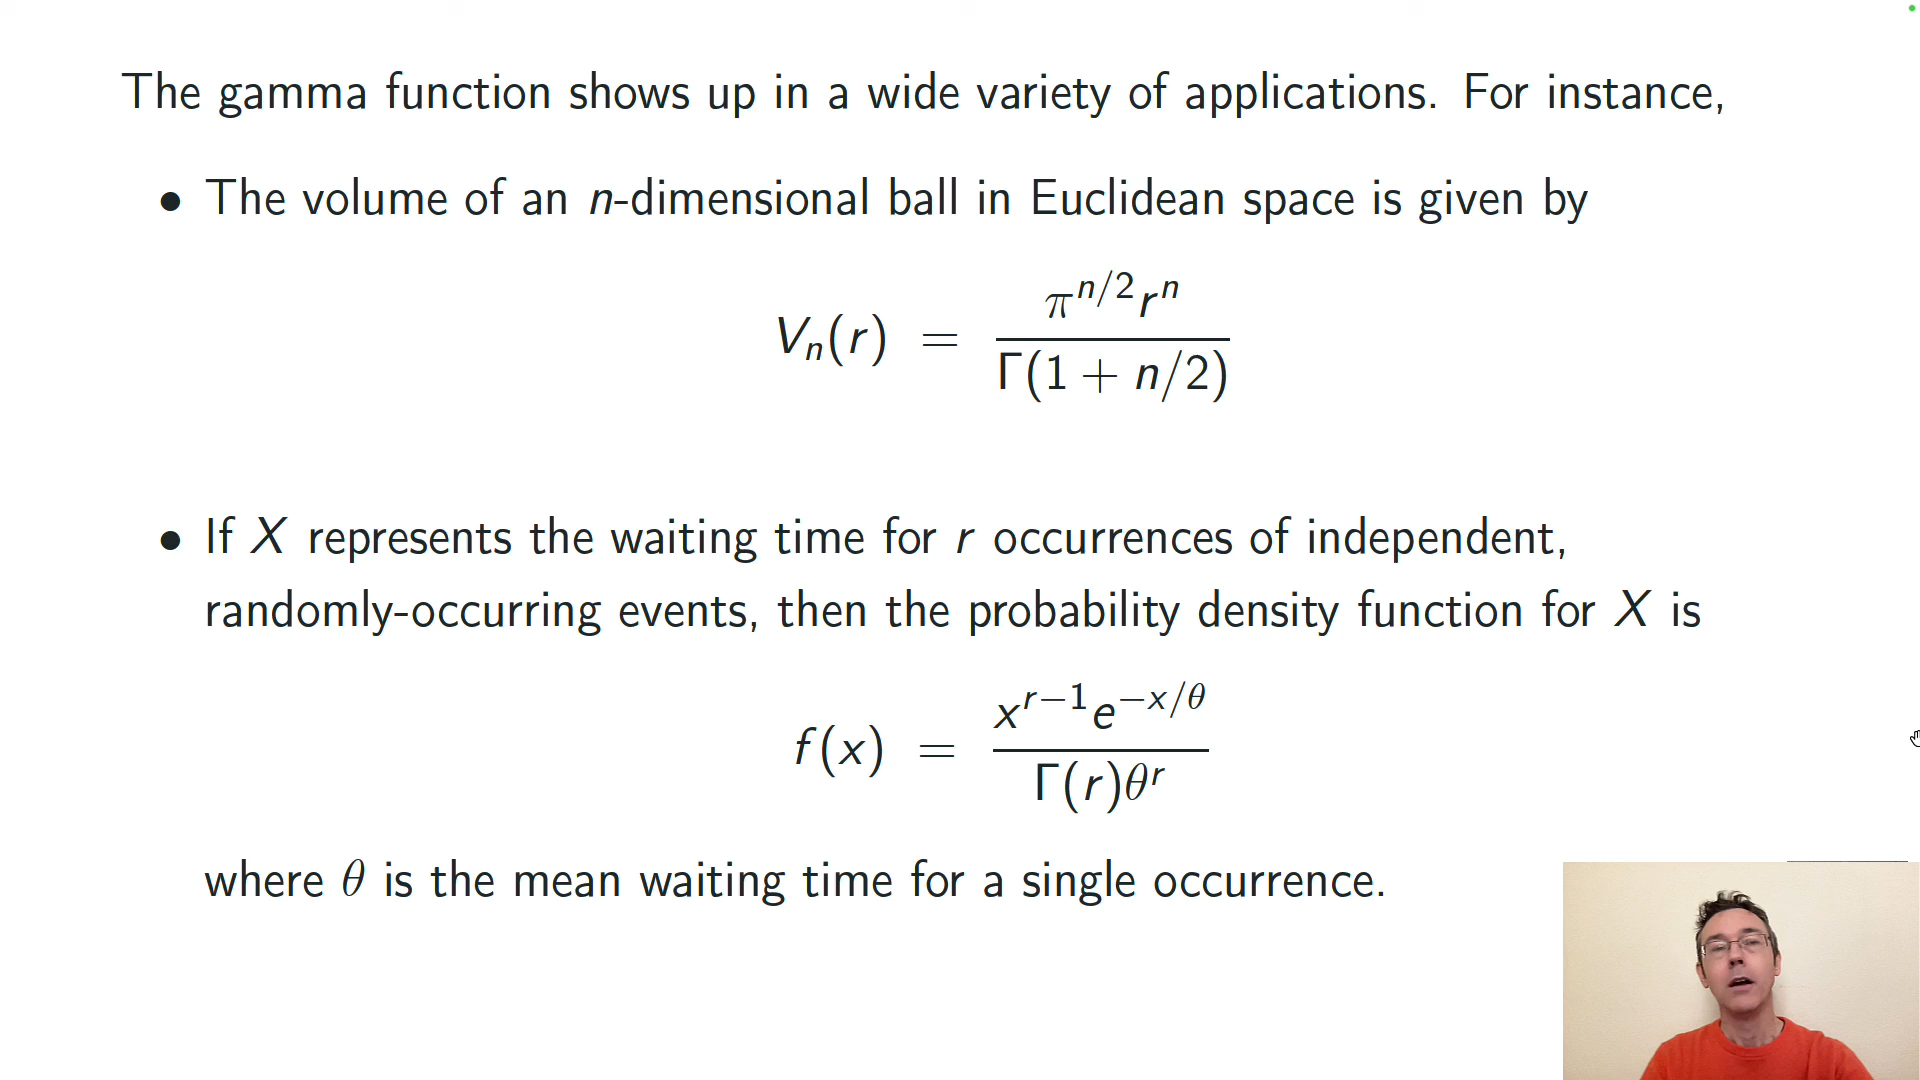 The gamma function shows up in a wide variety of applications. For instance,
• The volume of an n-dimensional ball in Euclidean space is given by
V_n(r) = π^{n/2} r^n / Γ(1 + n/2)
• If X represents the waiting time for r occurrences of independent,
randomly-occurring events, then the probability density function for X is
f(x) = x^{r−1} e^{−x/θ} / Γ(r)θ^r
where θ is the mean waiting time for a single occurrence.